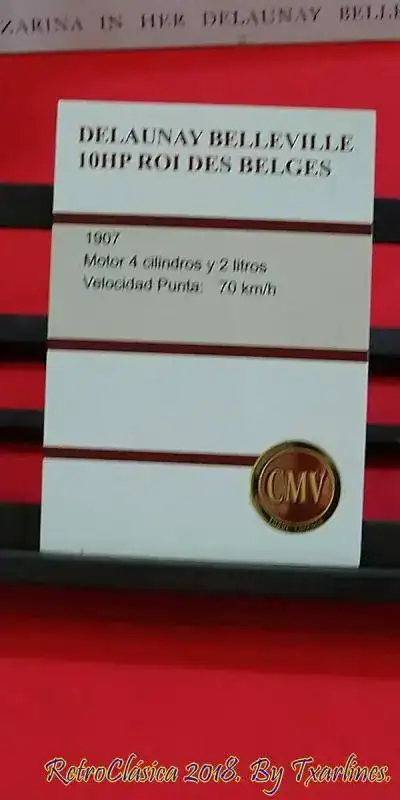 ZARINA IN HER DELAUNAY BELLE
DELAUNAY BELLEVILLE
10HP ROI DES BELGES
1907
Motor 4 cilindros y 2 litros
Velocidad Punta: 70 km/h
CMV
RetroClásica 2018. By Txarlines.